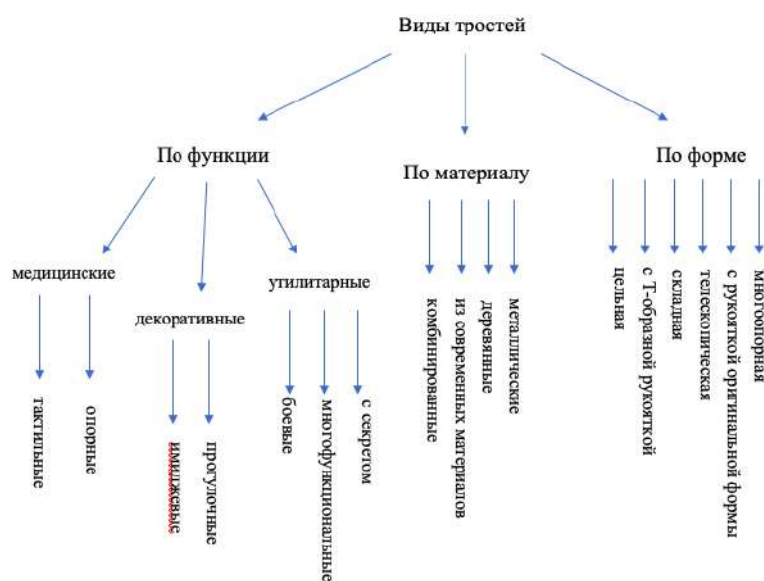 Виды тростей
По функции
По материалу
По форме
медицинские
декоративные
утилитарные
тактильные
опорные
имиджевые
прогулочные
боевые
многофункциональные
с секретом
комбинированные
из современных материалов
деревянные
металлические
цельная
с Т-образной рукояткой
складная
телескопическая
с рукояткой оригинальной формы
многоопорная